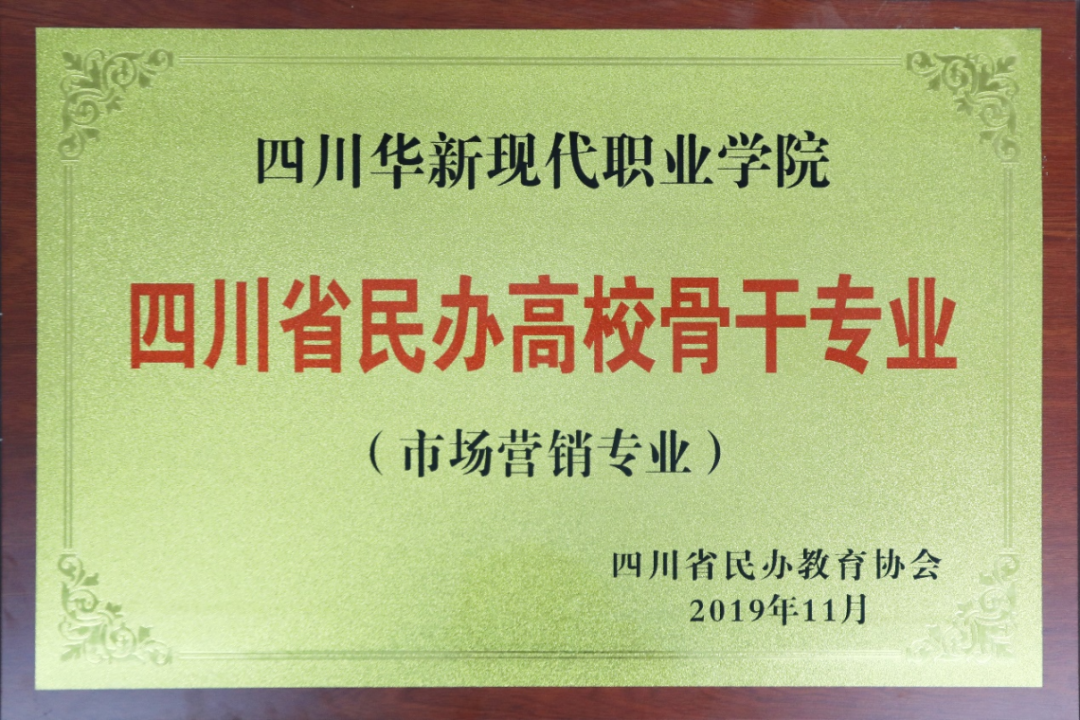 四川华新现代职业学院
四川省民办高校骨干专业
（市场营销专业）
四川省民办教育协会
2019年11月